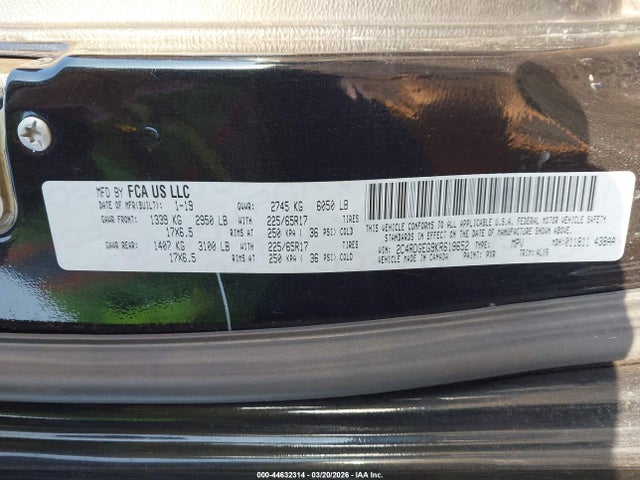 MFD BY FCA US LLC
DATE OF MFR(BUILT): 1-19 GVWR: 2745 KG 6050 LB
GAWR FRONT: 1339 KG 2950 LB WITH 225/65R17 TIRES
17X6.5 RIMS AT 250 KPA ( 36 PSI) COLD
GAWR REAR: 1407 KG 3100 LB WITH 225/65R17 TIRES
17X6.5 RIMS AT 250 KPA ( 36 PSI) COLD
THIS VEHICLE CONFORMS TO ALL APPLICABLE U.S.A. FEDERAL MOTOR VEHICLE SAFETY
STANDARDS IN EFFECT ON THE DATE OF MANUFACTURE SHOWN ABOVE.
VIN: 2C4RDGEG9KR619652 TYPE: MPV MDH:011811 438AA
VEHICLE MADE IN CANADA PAINT: PXR TRIM:
000-44632314 - 03/20/2026 - COPYRIGHT IAA, INC.